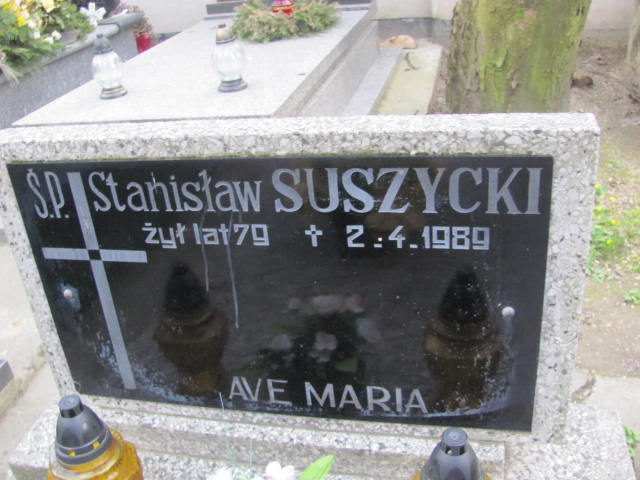 Ś.P. Stanisław SUSZYCKI
żył lat 79 ✝ 2.4.1989
AVE MARIA